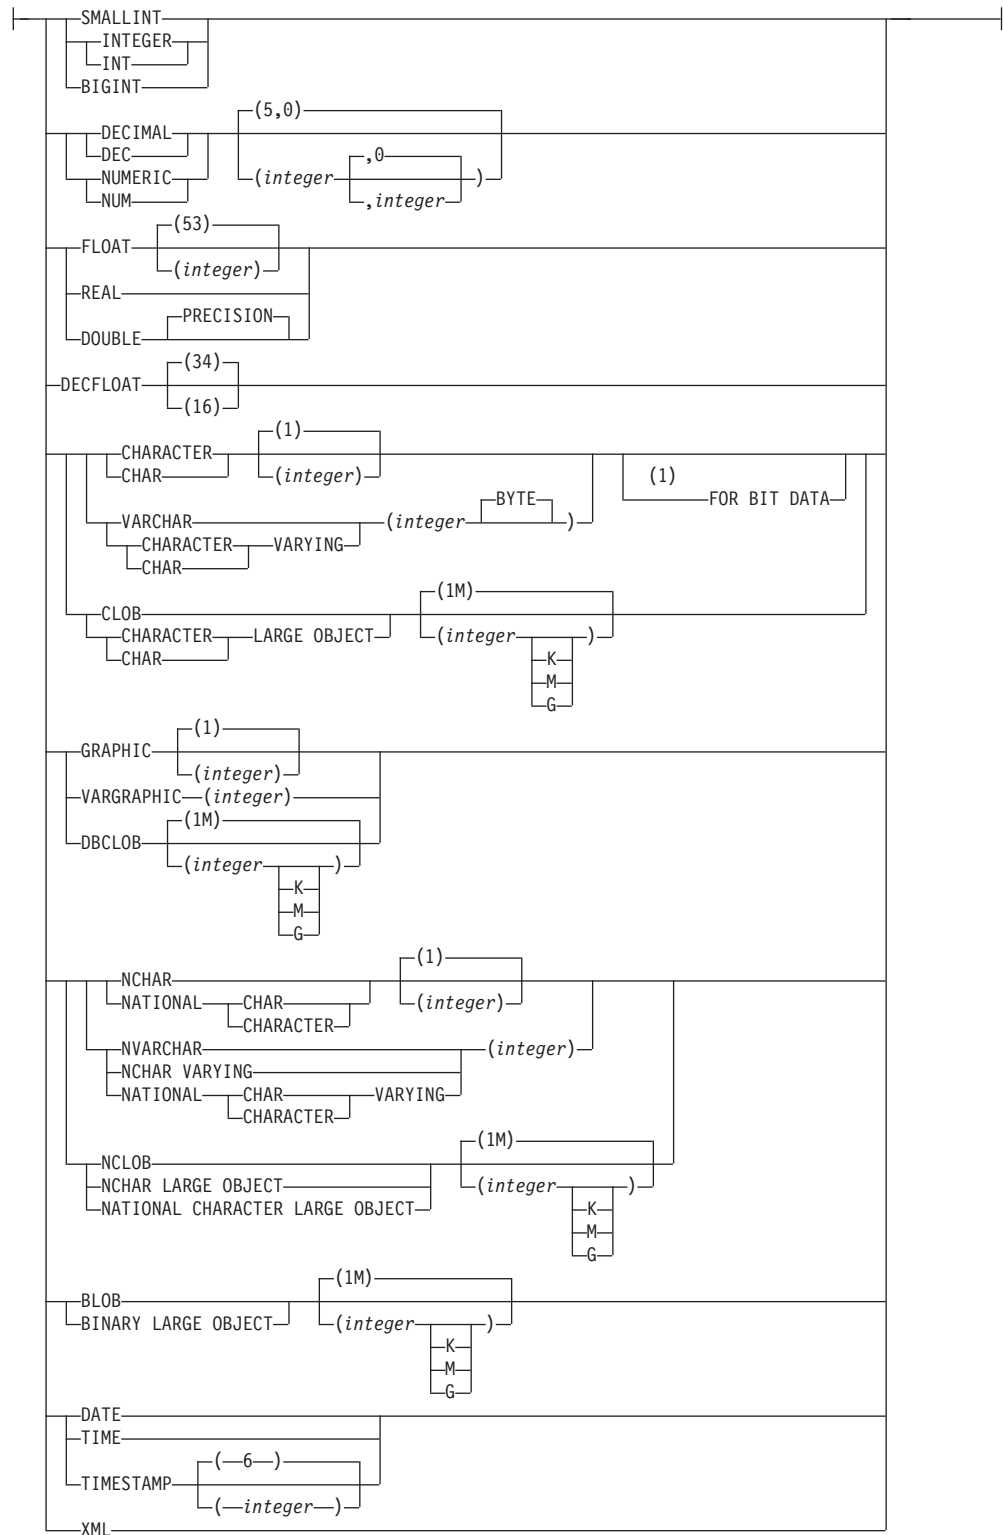 SMALLINT
INTEGER
INT
BIGINT
(5,0)
DECIMAL
DEC
(integer ,0 )
NUMERIC
,integer
NUM
(53)
FLOAT
(integer)
REAL
PRECISION
DOUBLE
(34)
DECFLOAT
(16)
(1)
CHARACTER
CHAR
(integer)
(1)
FOR BIT DATA
BYTE
VARCHAR
(integer )
CHARACTER VARYING
CHAR
(1M)
CLOB
CHARACTER LARGE OBJECT
(integer )
CHAR
K
M
G
(1)
GRAPHIC
(integer)
VARGRAPHIC (integer)
(1M)
DBCLOB
(integer )
K
M
G
(1)
NCHAR
NATIONAL CHAR
(integer)
CHARACTER
NVARCHAR (integer)
NCHAR VARYING
NATIONAL CHAR VARYING
CHARACTER
(1M)
NCLOB
NCHAR LARGE OBJECT
(integer )
NATIONAL CHARACTER LARGE OBJECT
K
M
G
(1M)
BLOB
BINARY LARGE OBJECT
(integer )
K
M
G
DATE
TIME
( 6 )
TIMESTAMP
( integer )
XML